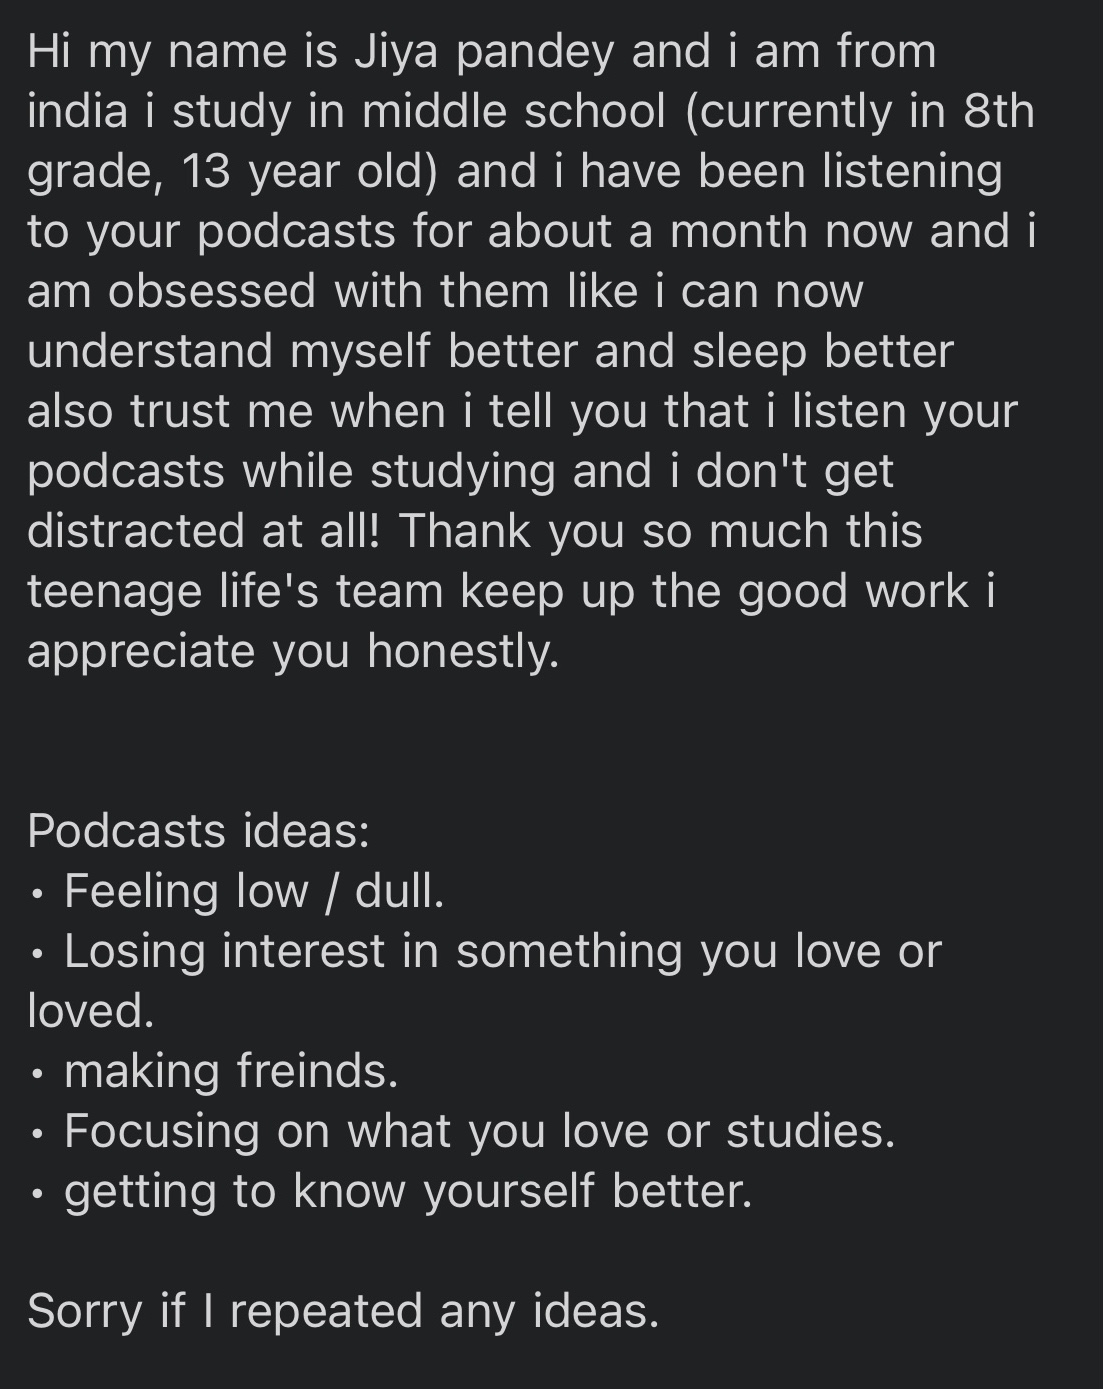 Hi my name is Jiya pandey and i am from
india i study in middle school (currently in 8th
grade, 13 year old) and i have been listening
to your podcasts for about a month now and i
am obsessed with them like i can now
understand myself better and sleep better
also trust me when i tell you that i listen your
podcasts while studying and i don't get
distracted at all! Thank you so much this
teenage life's team keep up the good work i
appreciate you honestly.
Podcasts ideas:
• Feeling low / dull.
• Losing interest in something you love or
loved.
• making freinds.
• Focusing on what you love or studies.
• getting to know yourself better.
Sorry if I repeated any ideas.